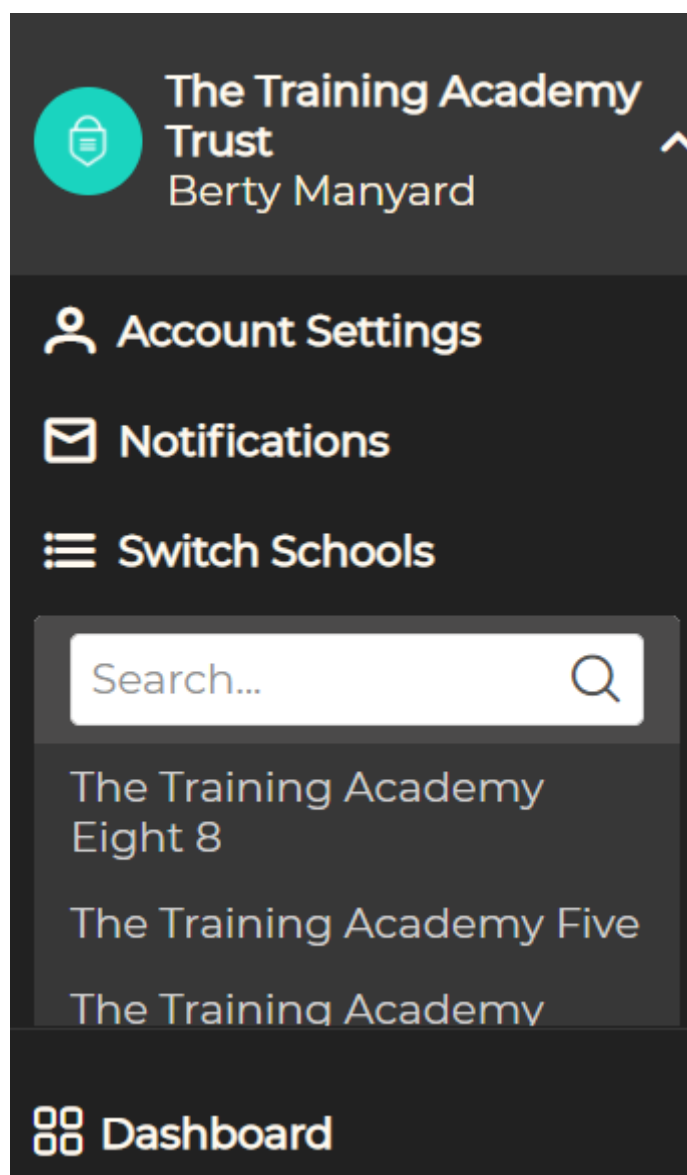 The Training Academy
Trust
Berty Manyard
Account Settings
Notifications
Switch Schools
Search...
The Training Academy
Eight 8
The Training Academy Five
The Training Academy
Dashboard